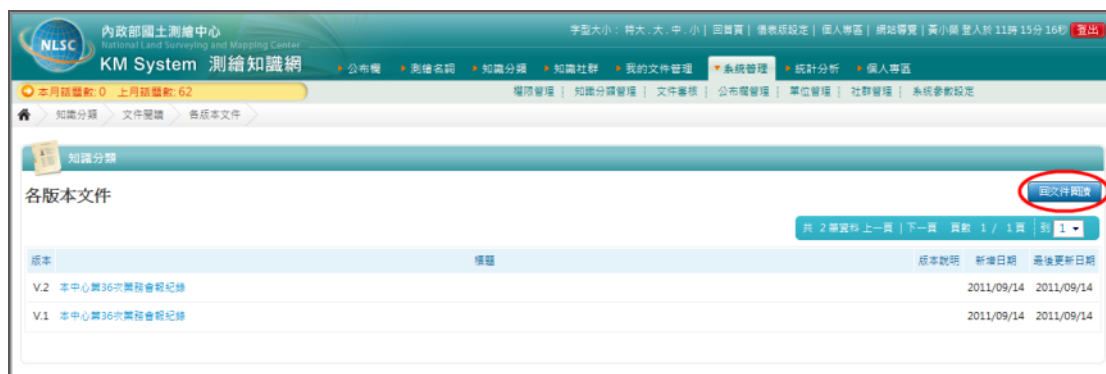 內政部國土測繪中心
字型大小：特大．大．中．小| 回首頁| 儀表版設定| 個人專區| 網站導覽|黃小榮 登入於 11時 15分 16秒 登出
NLSC
National Land Surveying and Mapping Center
KM System 測繪知識網
公布欄 測繪名詞 知識分類 知識社群 我的文件管理 系統管理 統計分析 個人專區
本月話題數: 0 上月話題數: 62
權限管理 | 知識分類管理 | 文件審核 | 公布欄管理 | 單位管理 | 社群管理 | 系統參數設定
知識分類 文件閱讀 各版本文件
知識分類
各版本文件
回文件閱讀
共 2 筆資料 上一頁 |下一頁 頁數 1 / 1 頁 到 1
版本 標題 版本說明 新增日期 最後更新日期
V.2 本中心第36次業務會報紀錄 2011/09/14 2011/09/14
V.1 本中心第36次業務會報紀錄 2011/09/14 2011/09/14